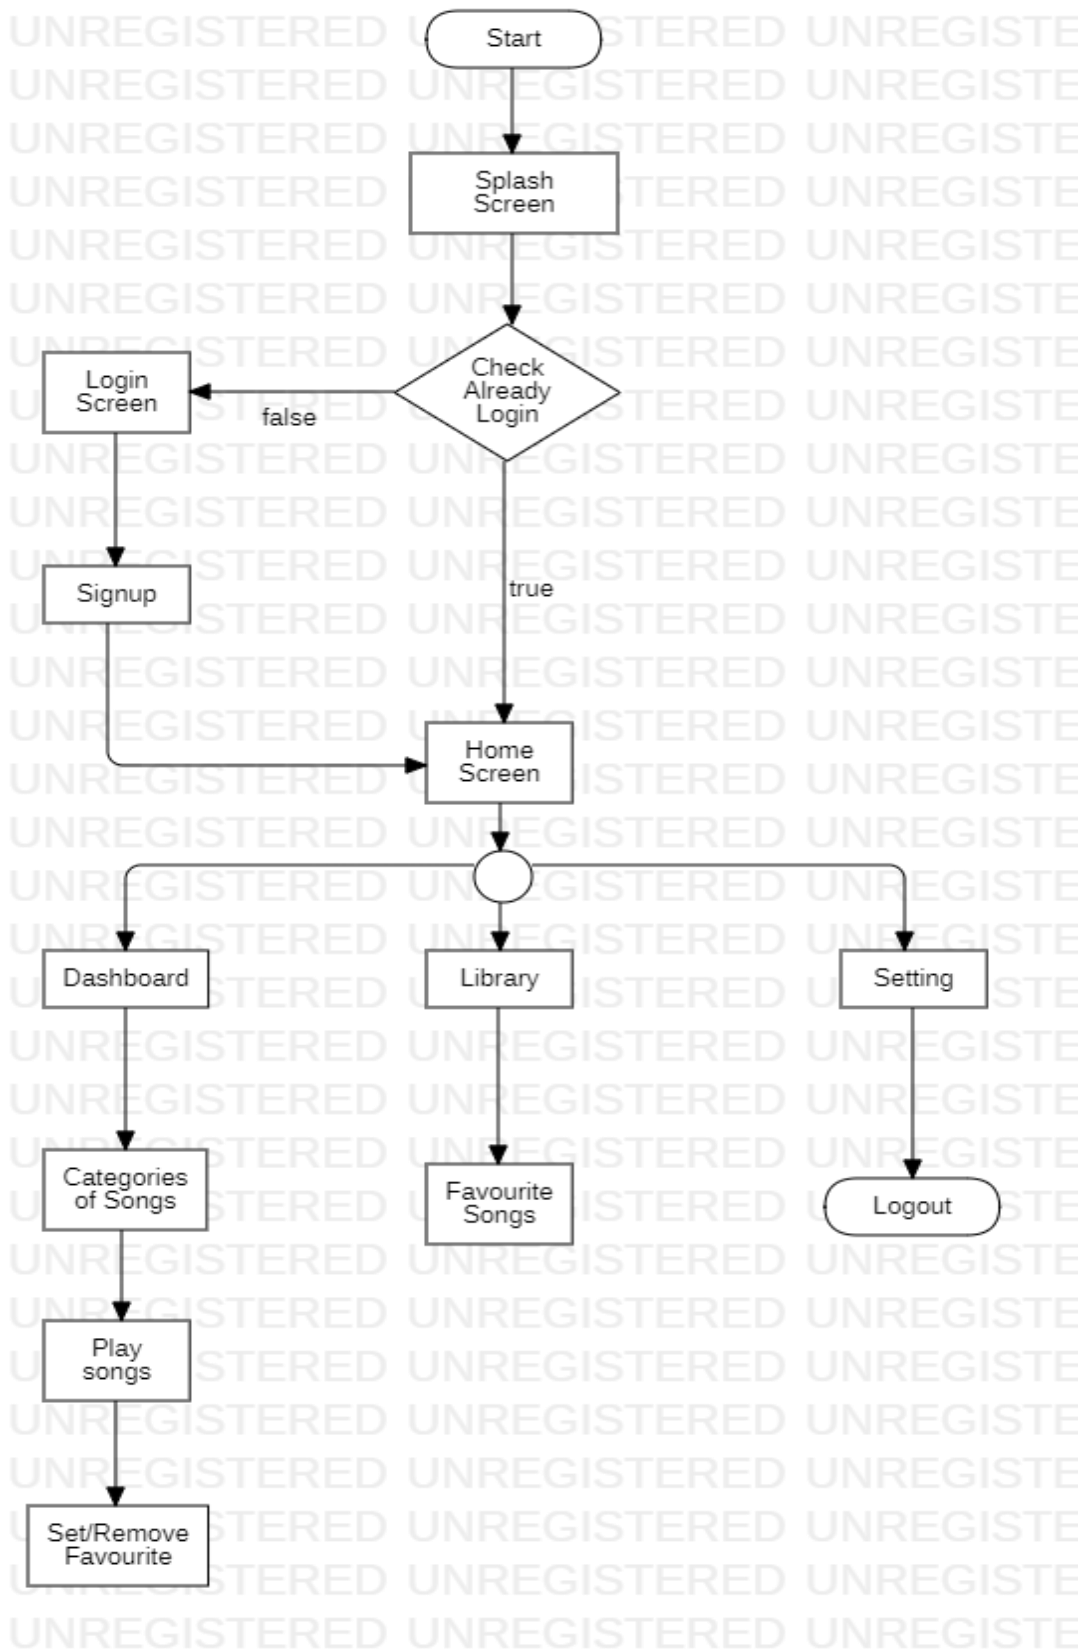 Start
Splash
Screen
Check
Already
Login
false
Login
Screen
Signup
true
Home
Screen
Dashboard
Library
Setting
Categories
of Songs
Favourite
Songs
Logout
Play
songs
Set/Remove
Favourite
UNREGISTERED